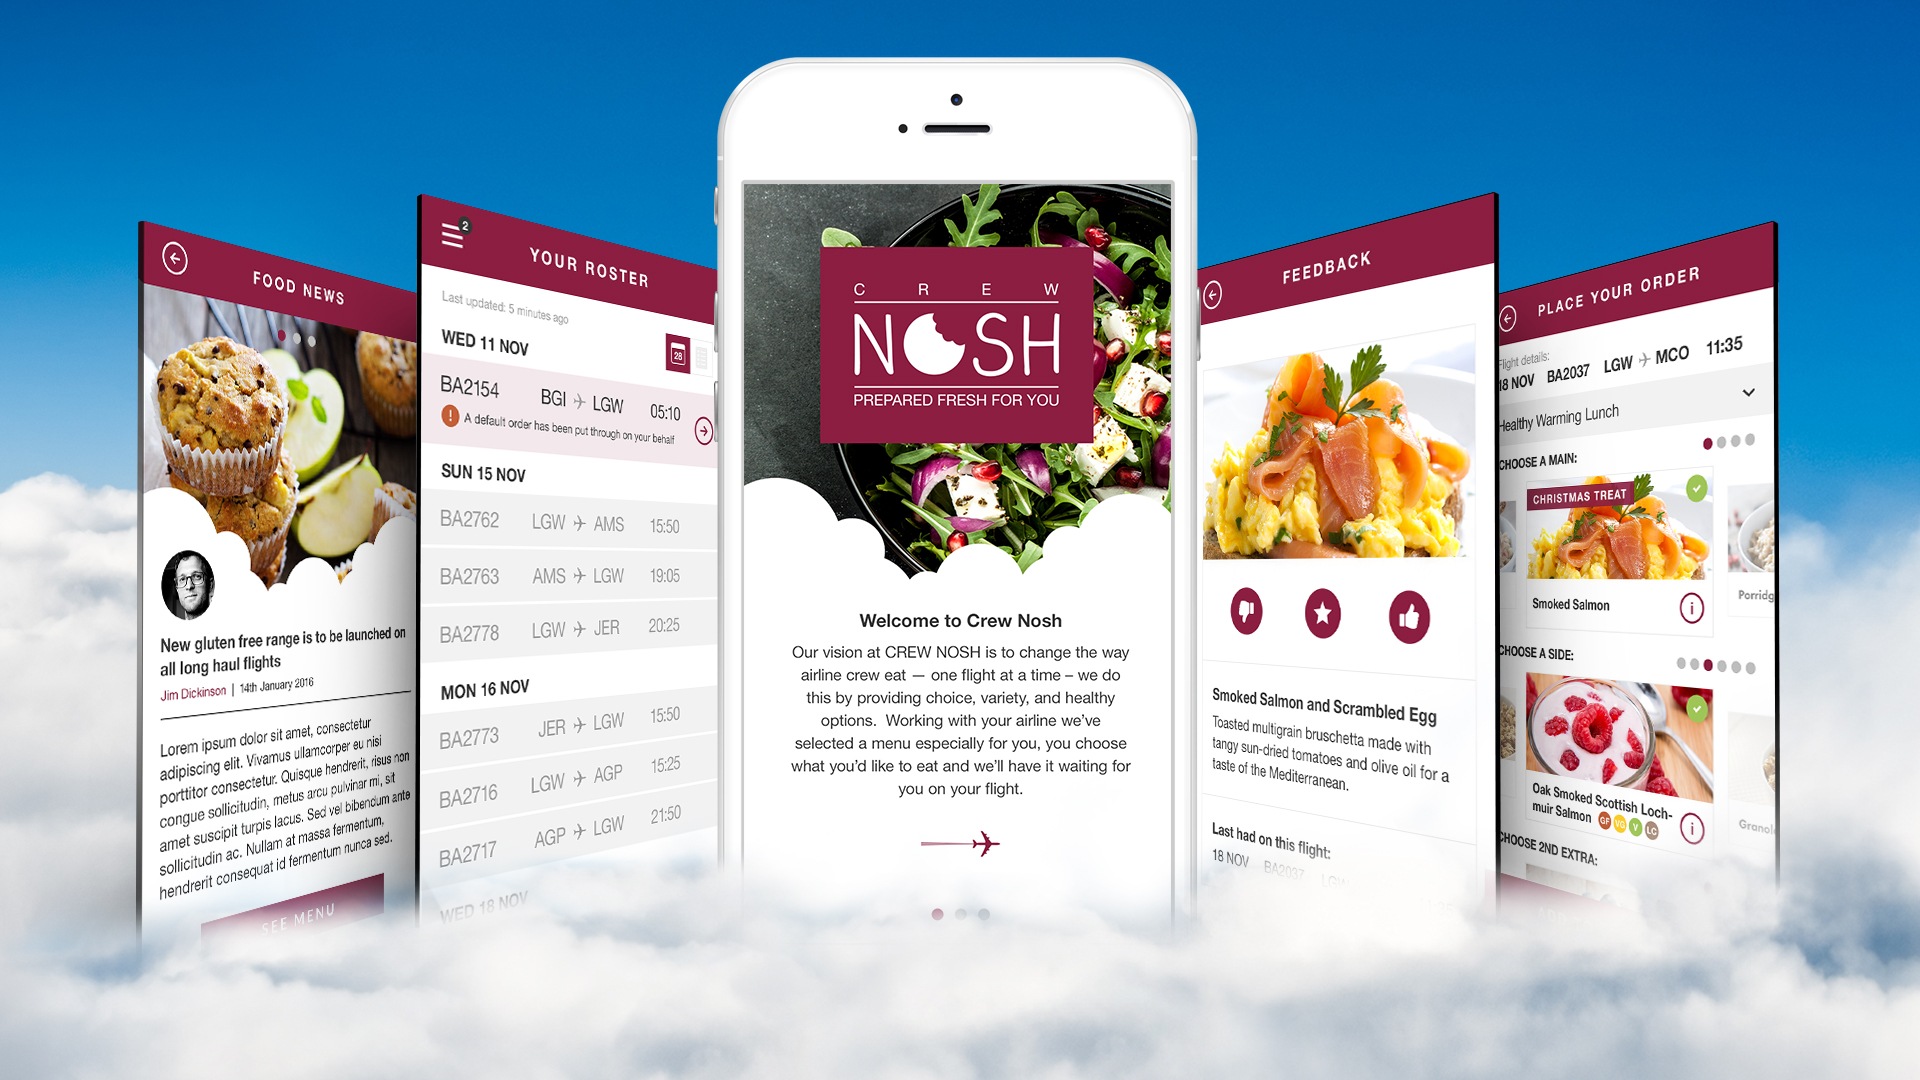 FOOD NEWS
New gluten free range is to be launched on
all long haul flights
Jim Dickinson | 14th January 2016
Lorem ipsum dolor sit amet, consectetur
adipiscing elit. Vivamus ullamcorper eu nisi
porttitor consectetur. Quisque hendrerit, risus non
congue sollicitudin, metus arcu pulvinar mi, sit
amet suscipit turpis lacus. Sed vel bibendum ante
sollicitudin ac. Nullam at massa fermentum,
hendrerit consequat id fermentum nunca sed.
SEE MENU
2
YOUR ROSTER
Last updated: 5 minutes ago
28
WED 11 NOV
BA2154 BGI LGW 05:10
! A default order has been put through on your behalf
SUN 15 NOV
BA2762 LGW AMS 15:50
BA2763 AMS LGW 19:05
BA2778 LGW JER 20:25
MON 16 NOV
BA2773 JER LGW 15:50
BA2716 LGW AGP 15:25
BA2717 AGP LGW 21:50
WED 18 NOV
CREW
NOSH
PREPARED FRESH FOR YOU
Welcome to Crew Nosh
Our vision at CREW NOSH is to change the way
airline crew eat — one flight at a time – we do
this by providing choice, variety, and healthy
options. Working with your airline we've
selected a menu especially for you, you choose
what you'd like to eat and we'll have it waiting for
you on your flight.
FEEDBACK
Smoked Salmon and Scrambled Egg
Toasted multigrain bruschetta made with
tangy sun-dried tomatoes and olive oil for a
taste of the Mediterranean.
Last had on this flight:
18 NOV BA2037 LGW
PLACE YOUR ORDER
Flight details:
18 NOV BA2037 LGW MCO 11:35
Healthy Warming Lunch
CHOOSE A MAIN:
CHRISTMAS TREAT
Smoked Salmon i
Porridg
CHOOSE A SIDE:
Oak Smoked Scottish Loch-
muir Salmon GF VG V LC i
Granol
CHOOSE 2ND EXTRA: